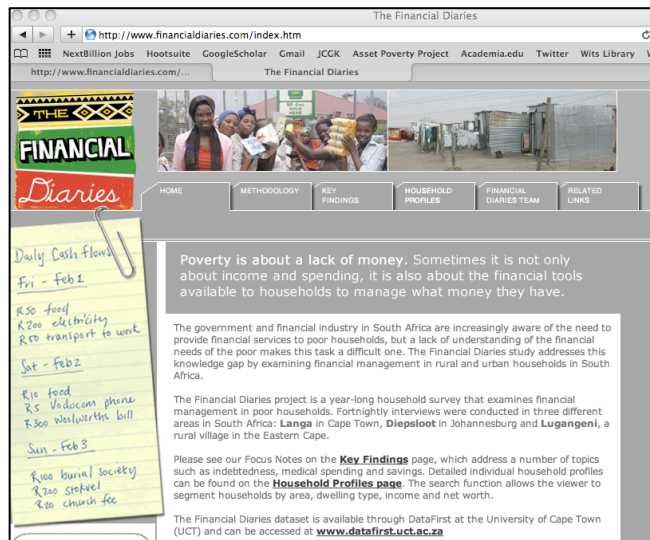 The Financial Diaries
http://www.financialdiaries.com/index.htm
NextBillion Jobs Hootsuite GoogleScholar Gmail JCGK Asset Poverty Project Academia.edu Twitter Wits Library
http://www.financialdiaries.com/... The Financial Diaries
THE
FINANCIAL
Diaries
HOME METHODOLOGY KEY FINDINGS HOUSEHOLD PROFILES FINANCIAL DIARIES TEAM RELATED LINKS
Daily Cash flows
Fri - Feb 1
R50 food
R200 electricity
R50 transport to work
Sat - Feb 2
R10 food
R5 Vodacom phone
R300 Woolworths bill
Sun - Feb 3
R100 burial society
R200 stokvel
R20 church fee
Poverty is about a lack of money. Sometimes it is not only
about income and spending, it is also about the financial tools
available to households to manage what money they have.
The government and financial industry in South Africa are increasingly aware of the need to
provide financial services to poor households, but a lack of understanding of the financial
needs of the poor makes this task a difficult one. The Financial Diaries study addresses this
knowledge gap by examining financial management in rural and urban households in South
Africa.
The Financial Diaries project is a year-long household survey that examines financial
management in poor households. Fortnightly interviews were conducted in three different
areas in South Africa: Langa in Cape Town, Diepsloot in Johannesburg and Lugangeni, a
rural village in the Eastern Cape.
Please see our Focus Notes on the Key Findings page, which address a number of topics
such as indebtedness, medical spending and savings. Detailed individual household profiles
can be found on the Household Profiles page. The search function allows the viewer to
segment households by area, dwelling type, income and net worth.
The Financial Diaries dataset is available through DataFirst at the University of Cape Town
(UCT) and can be accessed at www.datafirst.uct.ac.za